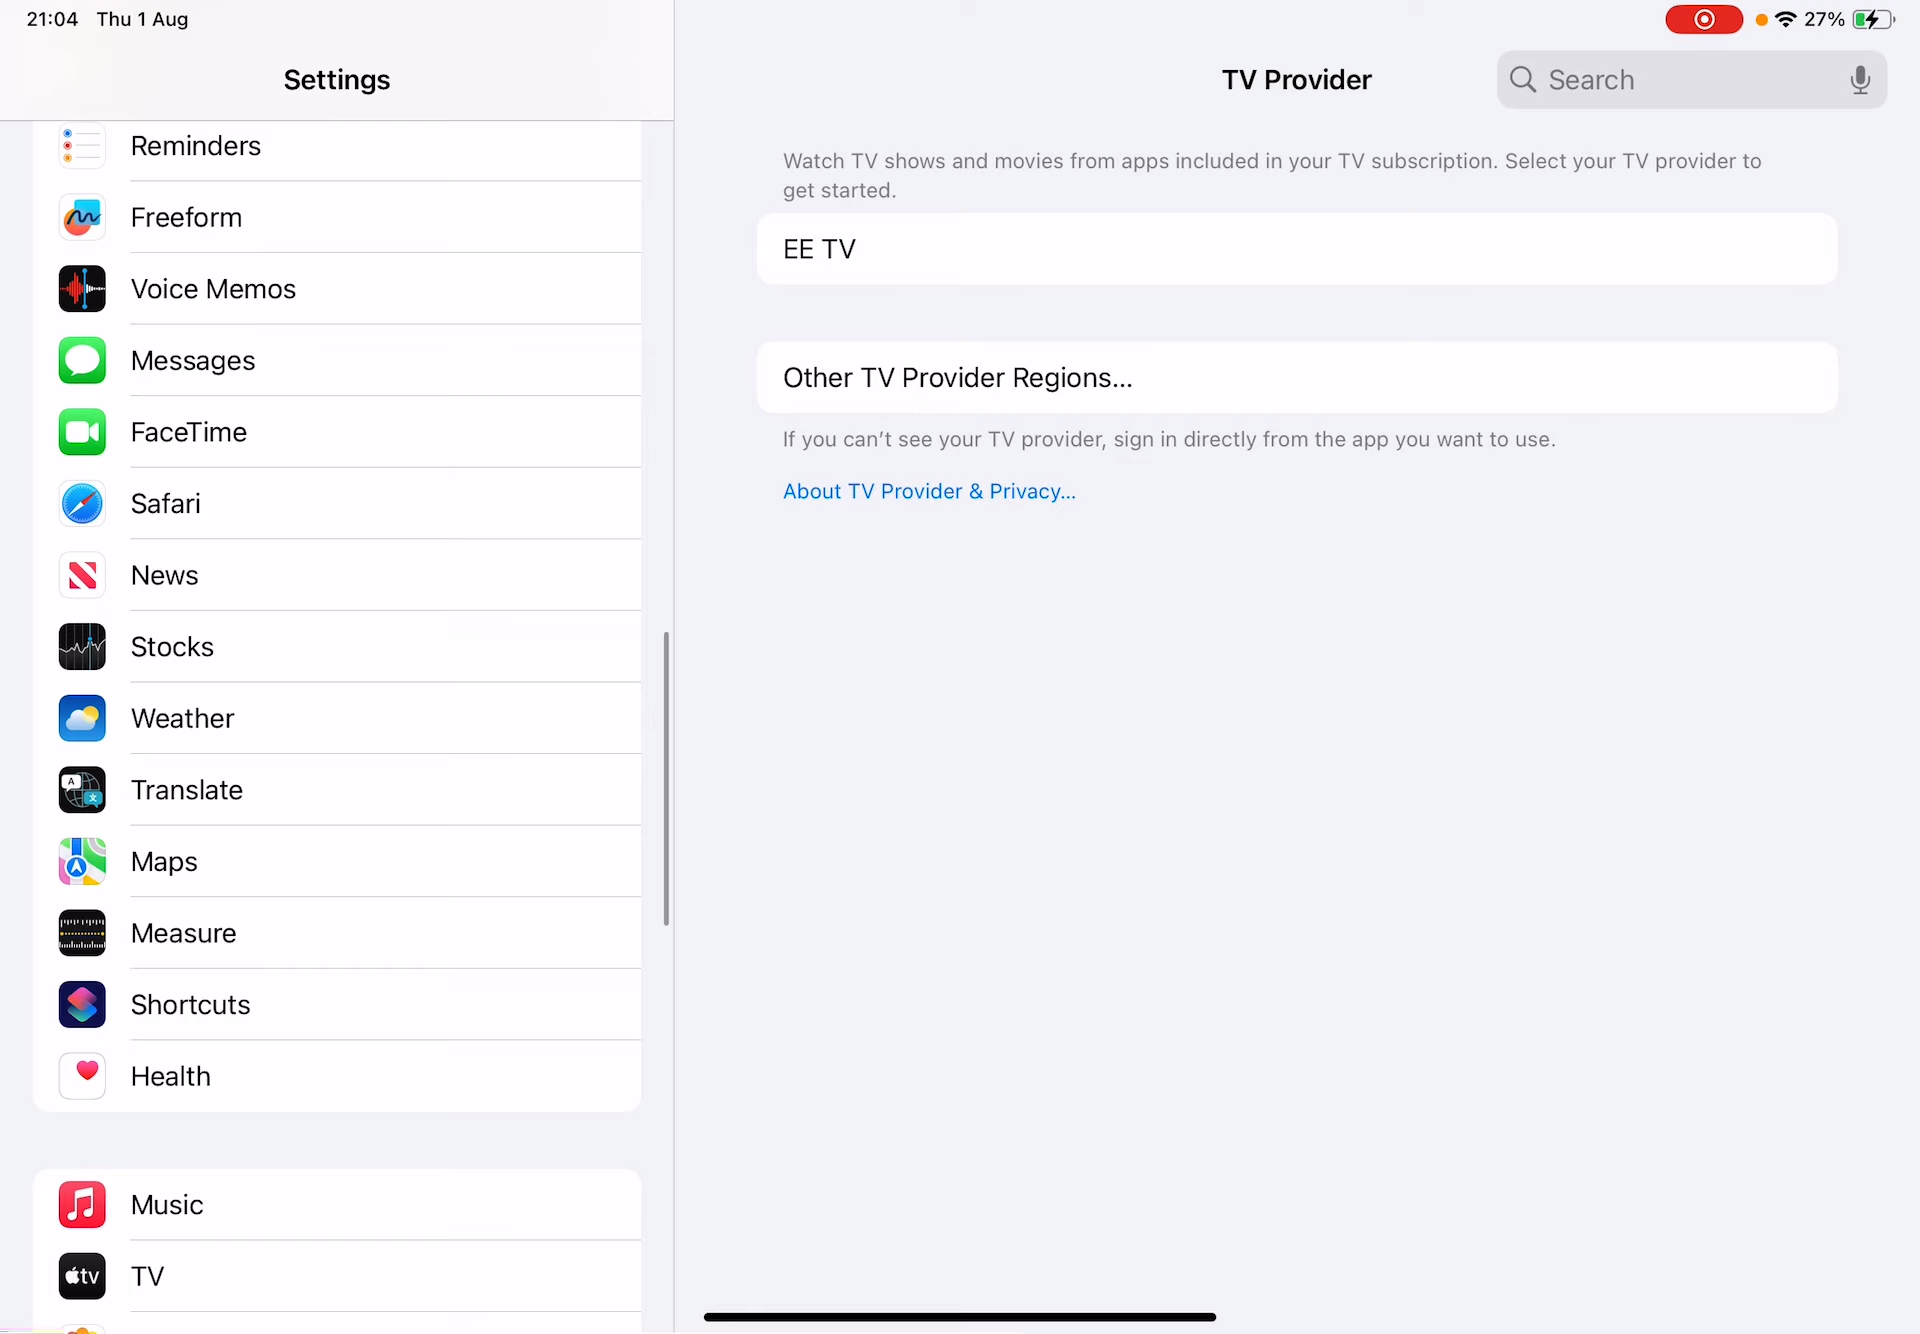 21:04 Thu 1 Aug
27%
Settings
Reminders
Freeform
Voice Memos
Messages
FaceTime
Safari
News
Stocks
Weather
A
文
Translate
Maps
Measure
Shortcuts
Health
Music
tv
TV
TV Provider
Search
Watch TV shows and movies from apps included in your TV subscription. Select your TV provider to
get started.
EE TV
Other TV Provider Regions...
If you can’t see your TV provider, sign in directly from the app you want to use.
About TV Provider & Privacy...